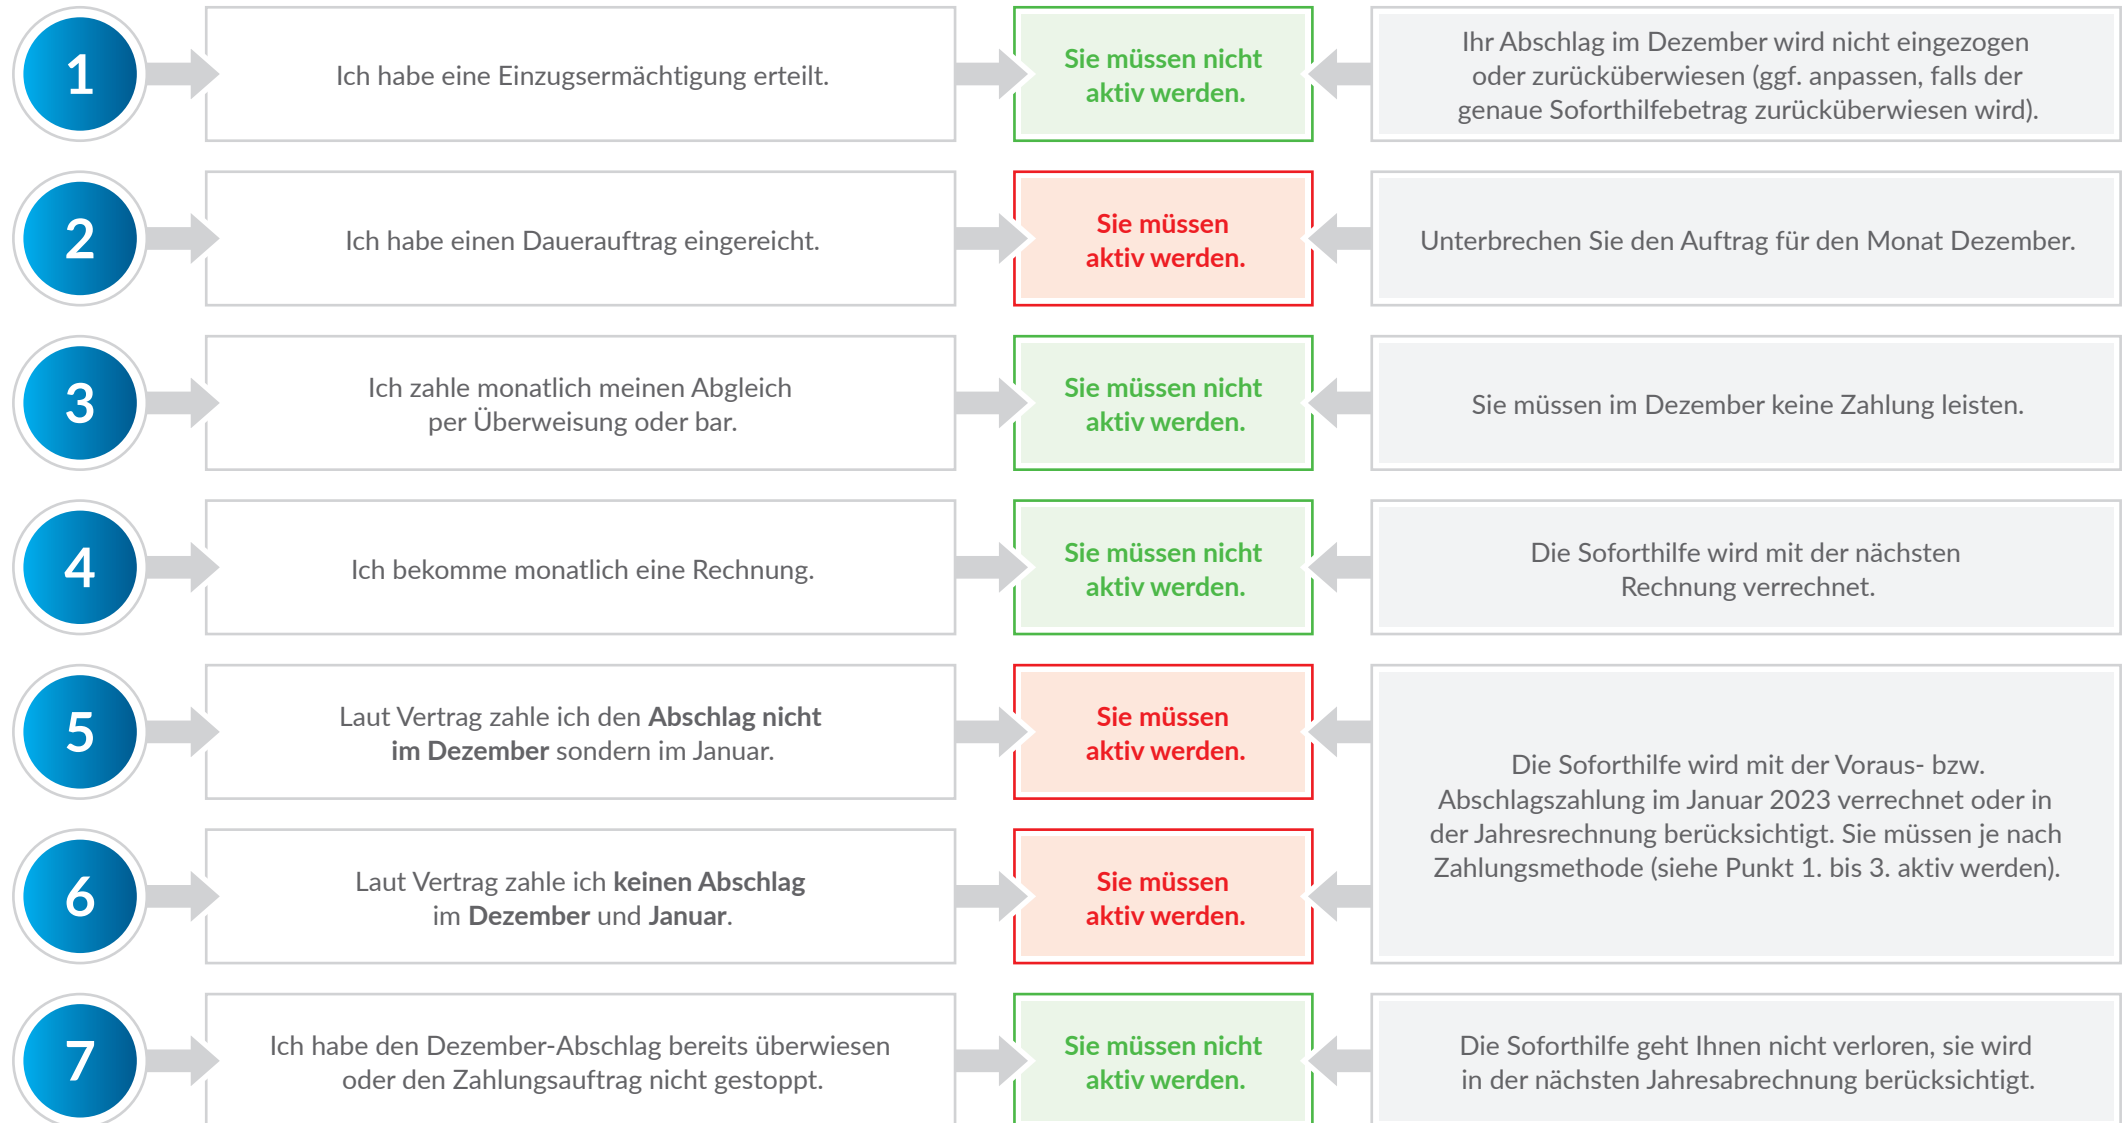 1
Ich habe eine Einzugsermächtigung erteilt.
Sie müssen nicht
aktiv werden.
Ihr Abschlag im Dezember wird nicht eingezogen
oder zurücküberwiesen (ggf. anpassen, falls der
genaue Soforthilfebetrag zurücküberwiesen wird).
2
Ich habe einen Dauerauftrag eingereicht.
Sie müssen
aktiv werden.
Unterbrechen Sie den Auftrag für den Monat Dezember.
3
Ich zahle monatlich meinen Abgleich
per Überweisung oder bar.
Sie müssen nicht
aktiv werden.
Sie müssen im Dezember keine Zahlung leisten.
4
Ich bekomme monatlich eine Rechnung.
Sie müssen nicht
aktiv werden.
Die Soforthilfe wird mit der nächsten
Rechnung verrechnet.
5
Laut Vertrag zahle ich den Abschlag nicht
im Dezember sondern im Januar.
Sie müssen
aktiv werden.
Die Soforthilfe wird mit der Voraus- bzw.
Abschlagszahlung im Januar 2023 verrechnet oder in
der Jahresrechnung berücksichtigt. Sie müssen je nach
Zahlungsmethode (siehe Punkt 1. bis 3. aktiv werden).
6
Laut Vertrag zahle ich keinen Abschlag
im Dezember und Januar.
Sie müssen
aktiv werden.
7
Ich habe den Dezember-Abschlag bereits überwiesen
oder den Zahlungsauftrag nicht gestoppt.
Sie müssen nicht
aktiv werden.
Die Soforthilfe geht Ihnen nicht verloren, sie wird
in der nächsten Jahresabrechnung berücksichtigt.